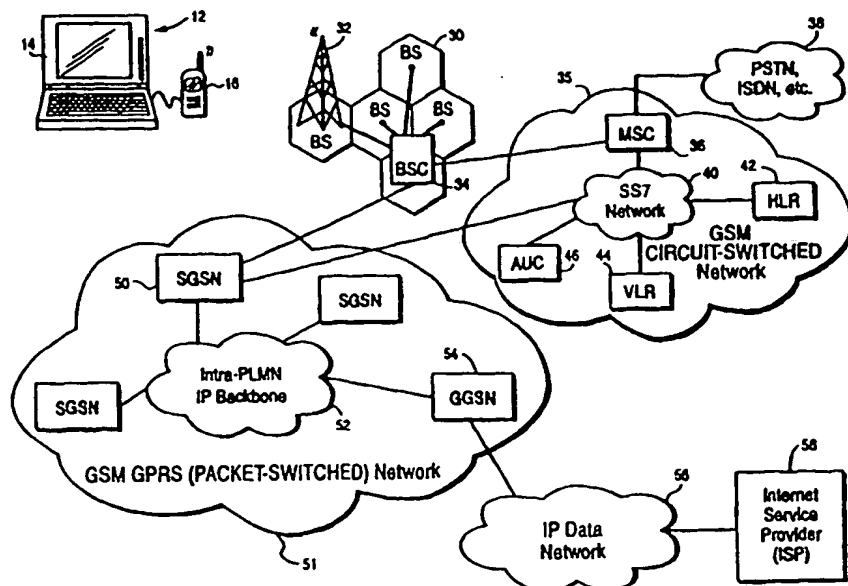 12
14
16
32
30
BS
BS
BS
BS
BSC
34
35
38
PSTN,
ISDN, etc.
MSC
36
40
42
SS7
Network
HLR
GSM
CIRCUIT-SWITCHED
Network
AUC
46
44
VLR
50
SGSN
SGSN
Intra-PLMN
IP Backbone
52
SGSN
54
GGSN
GSM GPRS (PACKET-SWITCHED) Network
51
56
IP Data
Network
58
Internet
Service
Provider
(ISP)